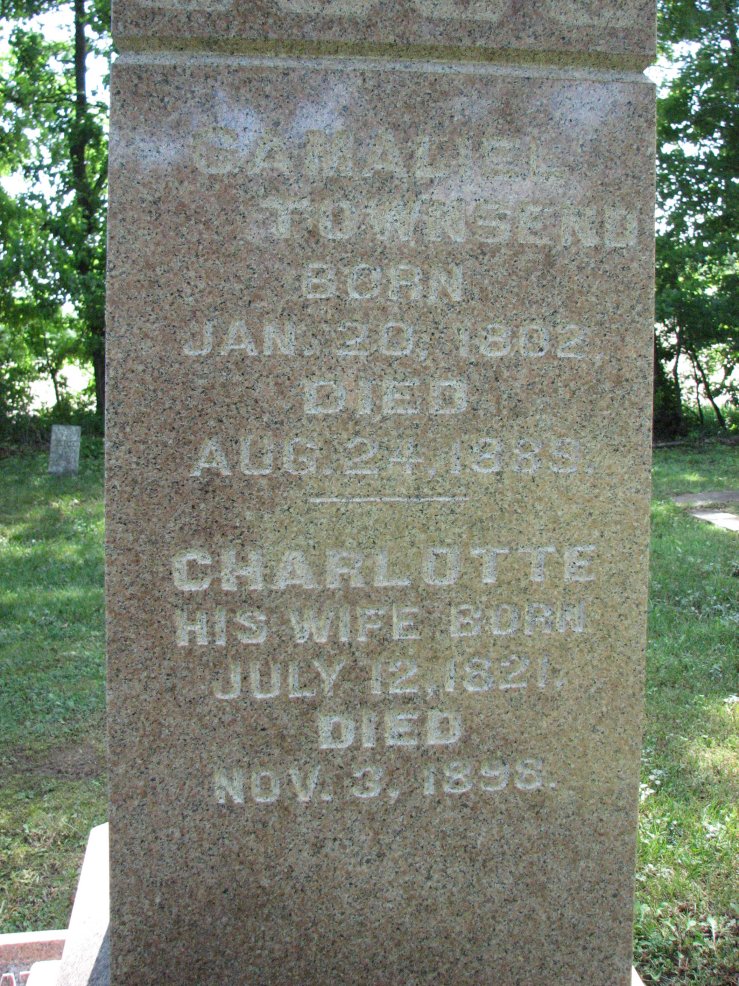 GAMALIEL
TOWNSEND
BORN
JAN. 20, 1802.
DIED
AUG. 24, 1889.
CHARLOTTE
HIS WIFE BORN
JULY 12, 1821.
DIED
NOV. 3, 1898.